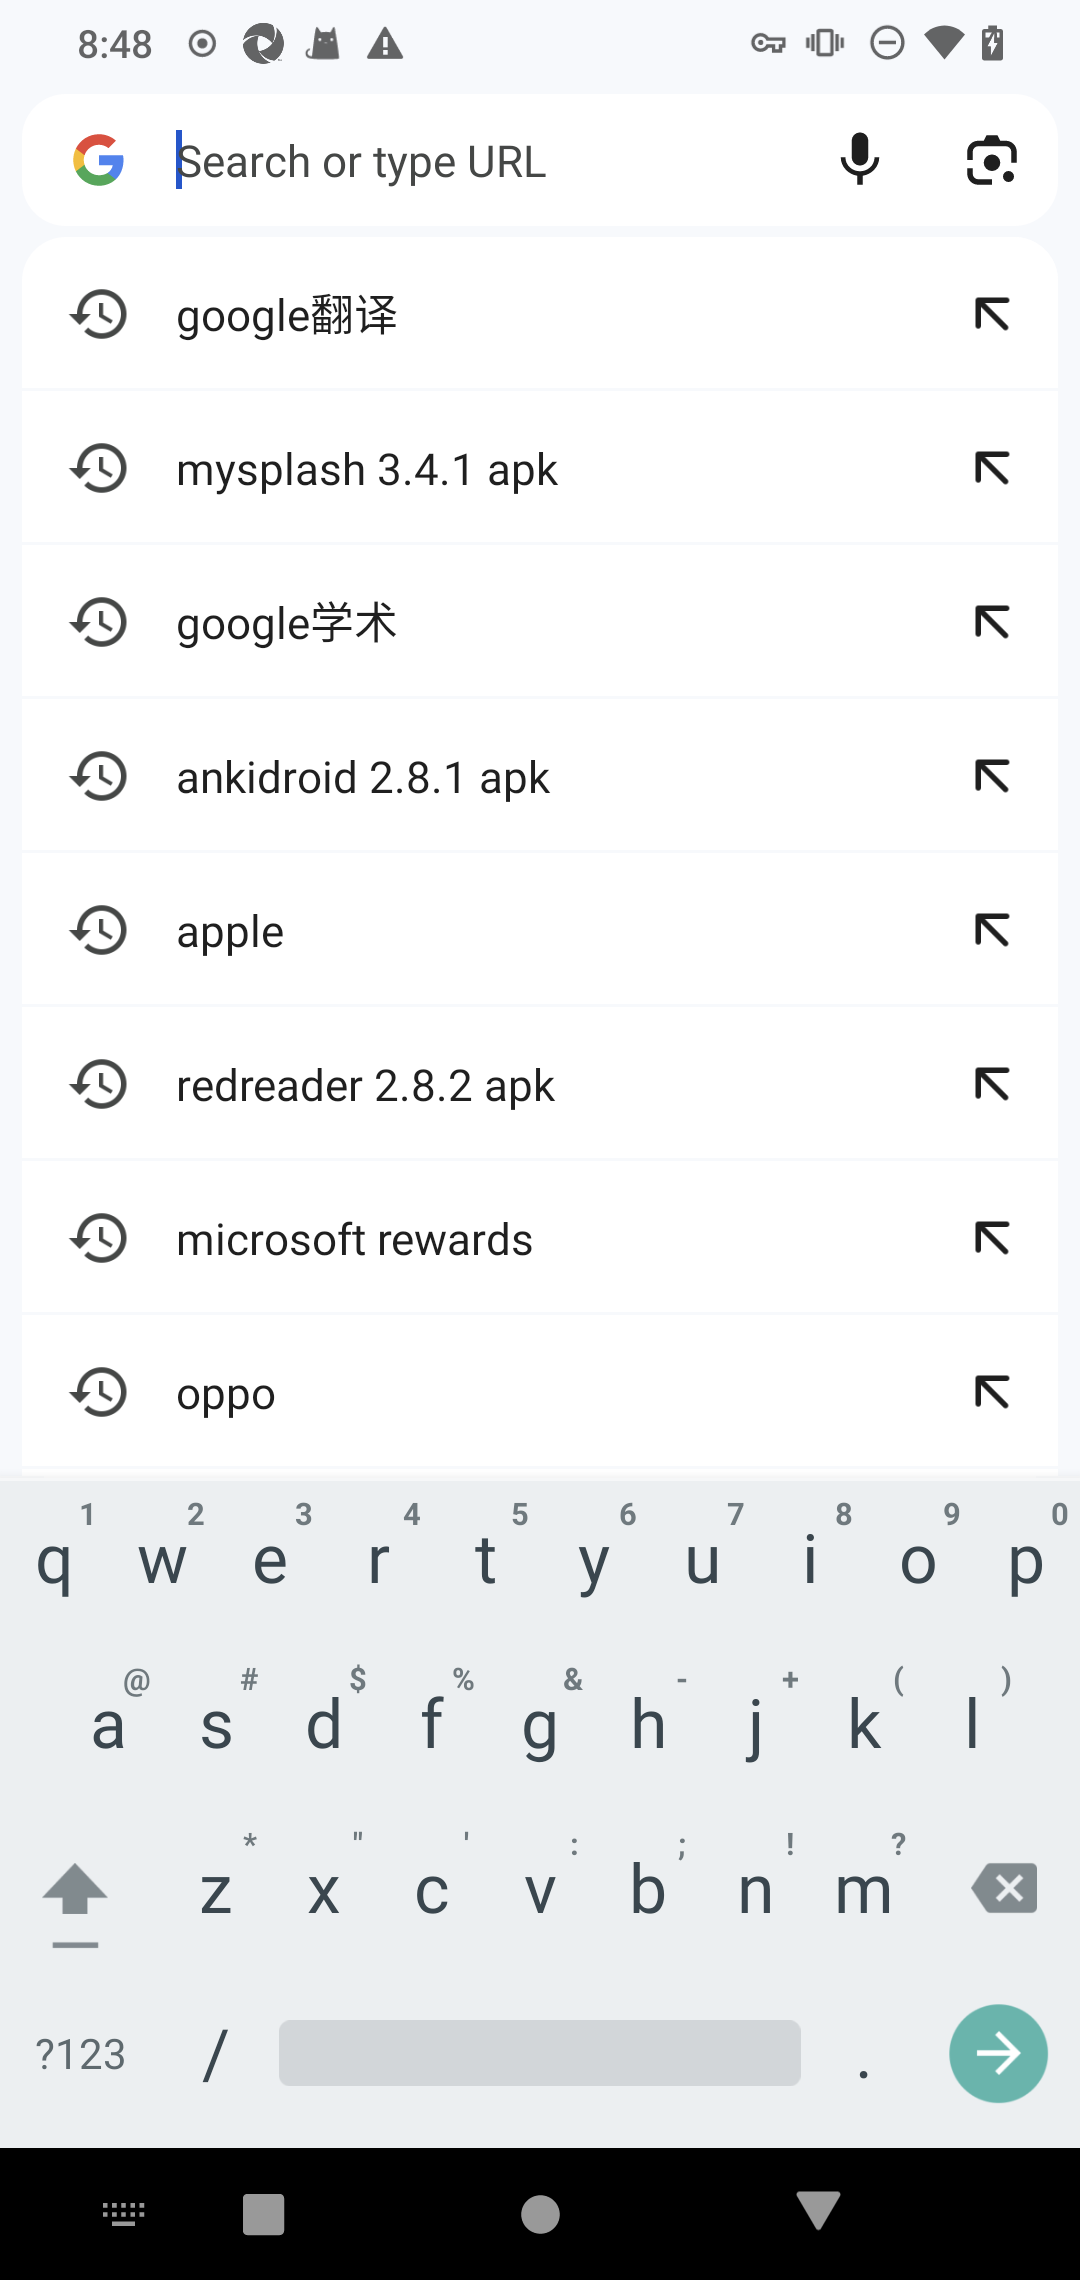 8:48
Search or type URL
google翻译
mysplash 3.4.1 apk
google学术
ankidroid 2.8.1 apk
apple
redreader 2.8.2 apk
microsoft rewards
oppo
1 2 3 4 5 6 7 8 9 0
q w e r t y u i o p
@ # $ % & - + ( )
a s d f g h j k l
* " ' : ; ! ?
z x c v b n m
?123 / .